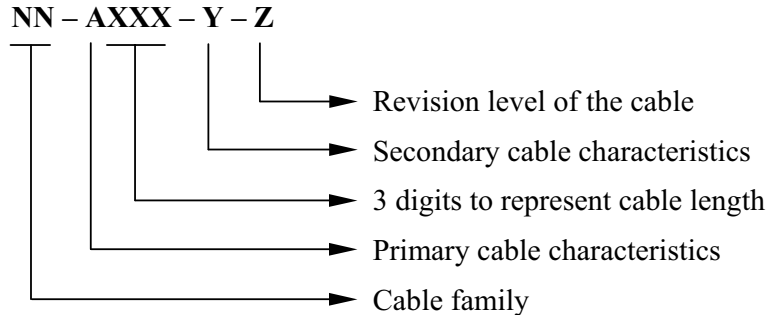 NN – AXXX – Y – Z
Revision level of the cable
Secondary cable characteristics
3 digits to represent cable length
Primary cable characteristics
Cable family